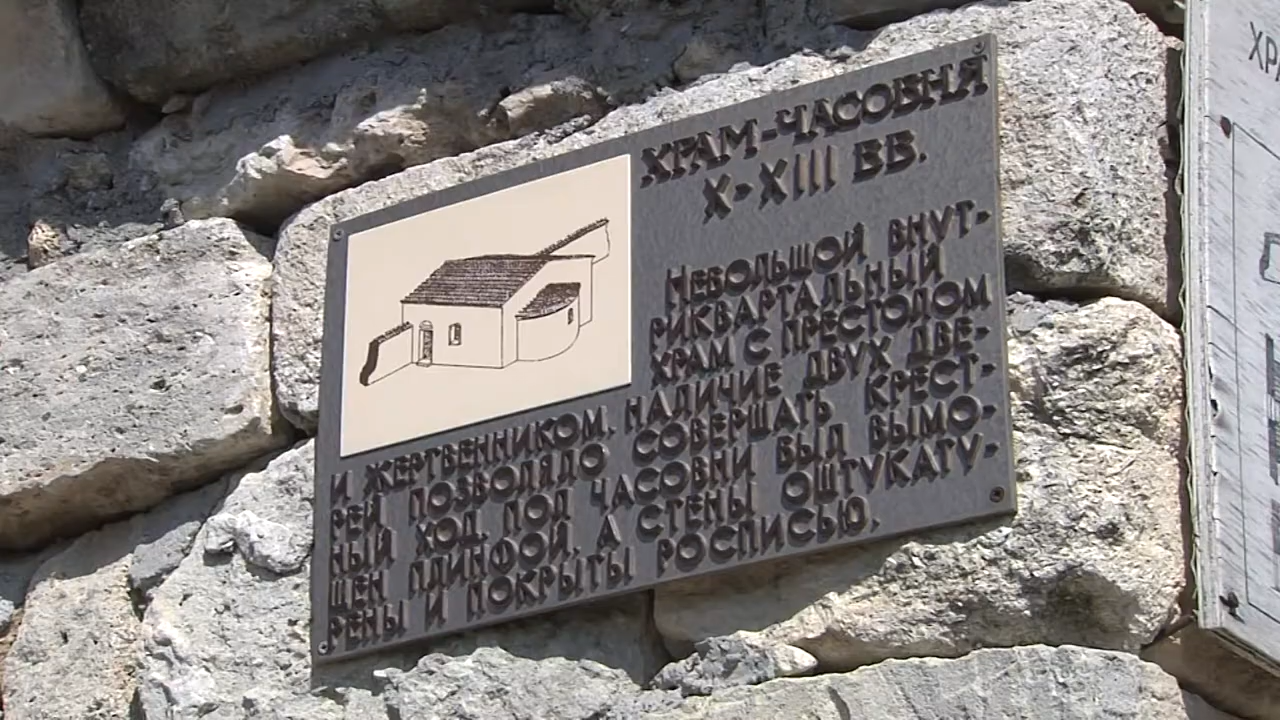 ХРАМ-ЧАСОВНЯ
X-XIII ВВ.
НЕБОЛЬШОЙ ВНУТ-
РИКВАРТАЛЬНЫЙ
ХРАМ С ПРЕСТОЛОМ
И ЖЕРТВЕННИКОМ. НАЛИЧИЕ ДВУХ ДВЕ-
РЕЙ ПОЗВОЛЯЛО СОВЕРШАТЬ КРЕСТ-
НЫЙ ХОД. ПОЛ ЧАСОВНИ БЫЛ ВЫМО-
ЩЕН ПЛИНФОЙ, А СТЕНЫ ОШТУКАТУ-
РЕНЫ И ПОКРЫТЫ РОСПИСЬЮ.
ХР